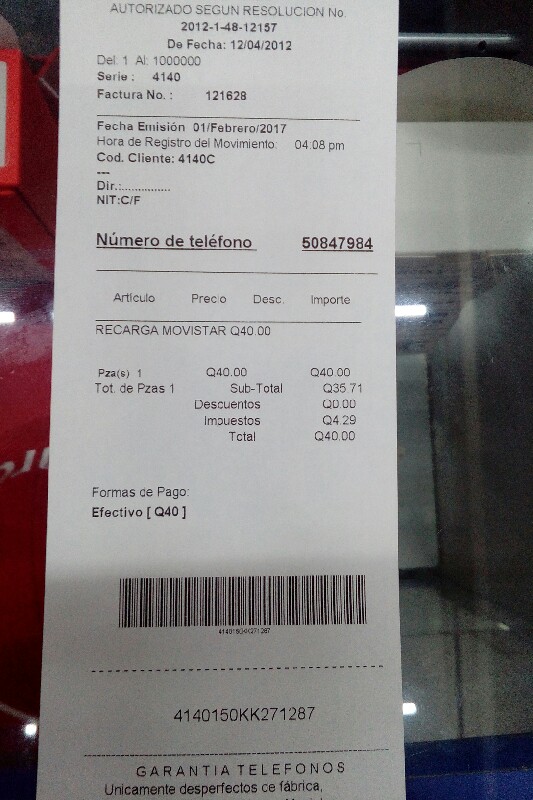 AUTORIZADO SEGUN RESOLUCION No.
2012-1-48-12157
De Fecha: 12/04/2012
Del: 1 Al: 1000000
Serie : 4140
Factura No. : 121628
Fecha Emisión 01/Febrero/2017
Hora de Registro del Movimiento: 04:08 pm
Cod. Cliente: 4140C
---
Dir.:..............
NIT:C/F
Número de teléfono 50847984
Artículo Precio Desc. Importe
RECARGA MOVISTAR Q40.00
Pza(s) 1 Q40.00 Q40.00
Tot. de Pzas 1 Sub-Total Q35.71
Descuentos Q0.00
Impuestos Q4.29
Total Q40.00
Formas de Pago:
Efectivo [ Q40 ]
4140150KK271287
4140150KK271287
GARANTIA TELEFONOS
Unicamente desperfectos de fábrica,